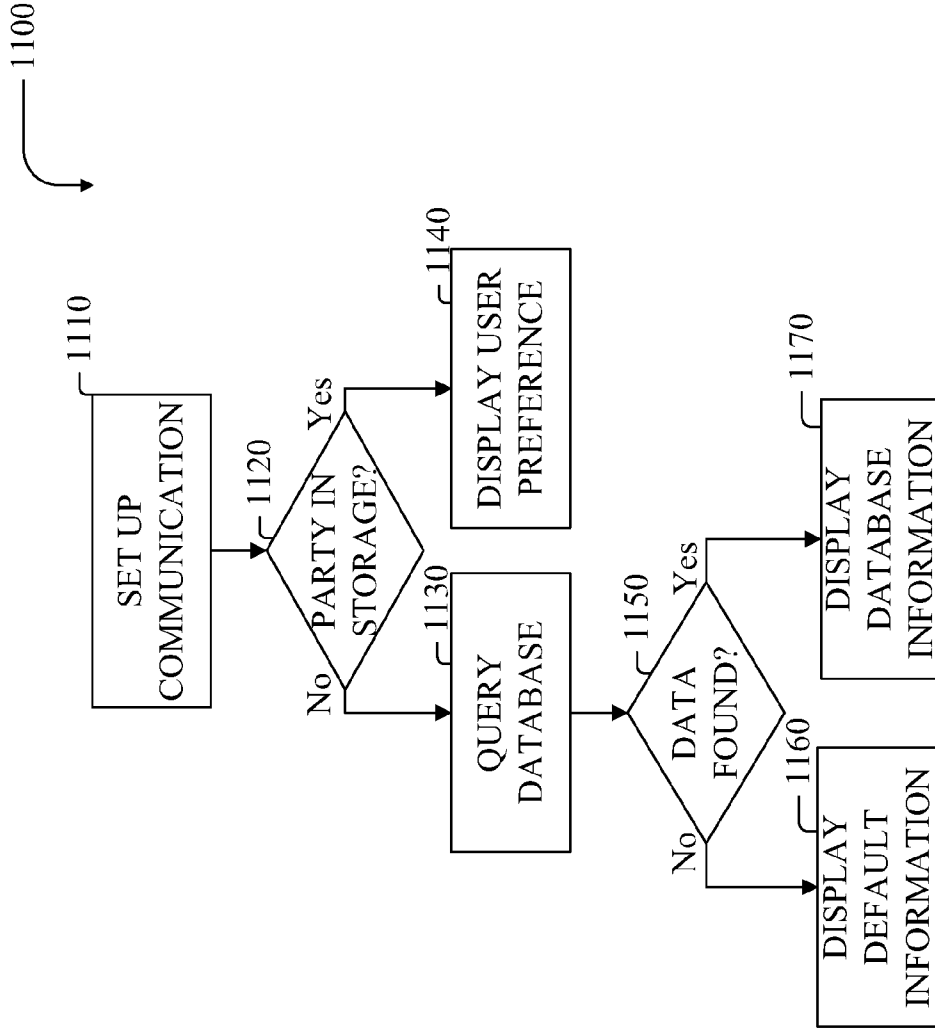 1100
1110
SET UP
COMMUNICATION
1120
PARTY IN
STORAGE?
No
Yes
1130
QUERY
DATABASE
1140
DISPLAY USER
PREFERENCE
1150
DATA
FOUND?
No
Yes
1160
DISPLAY
DEFAULT
INFORMATION
1170
DISPLAY
DATABASE
INFORMATION